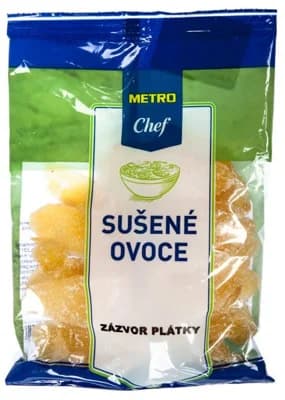 METRO
Chef
SUŠENÉ
OVOCE
ZÁZVOR PLÁTKY